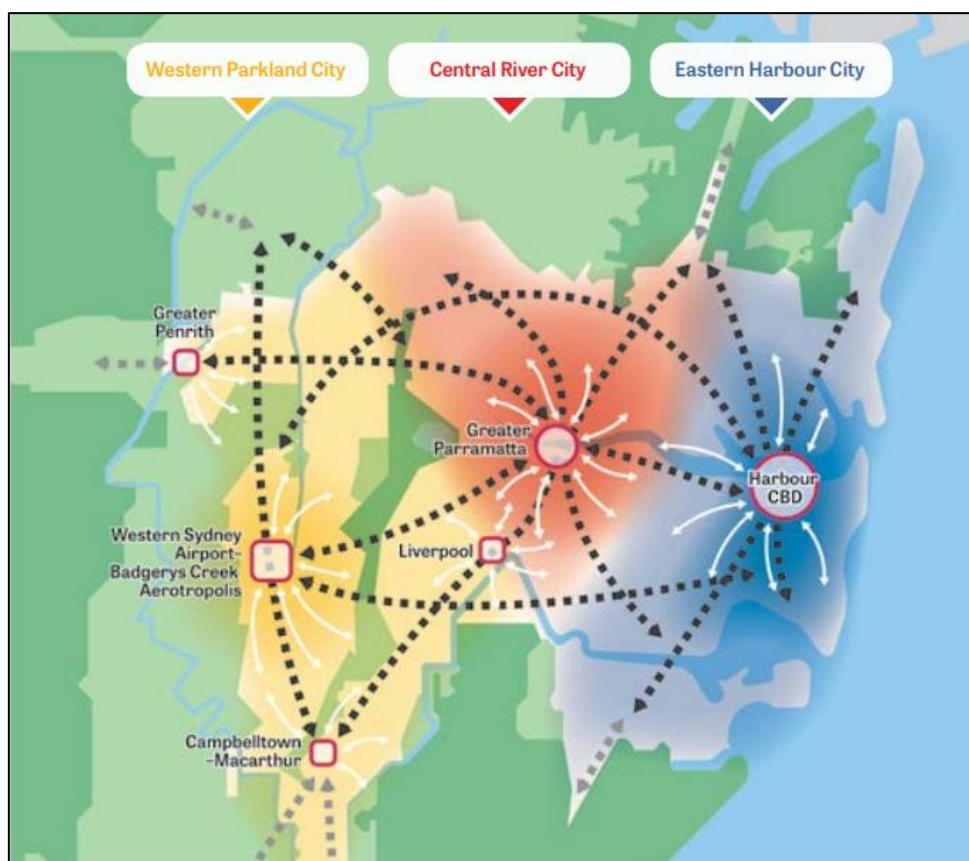 Western Parkland City
Central River City
Eastern Harbour City
Greater
Penrith
Greater
Parramatta
Harbour
CBD
Western Sydney
Airport–
Badgerys Creek
Aerotropolis
Liverpool
Campbelltown
–Macarthur